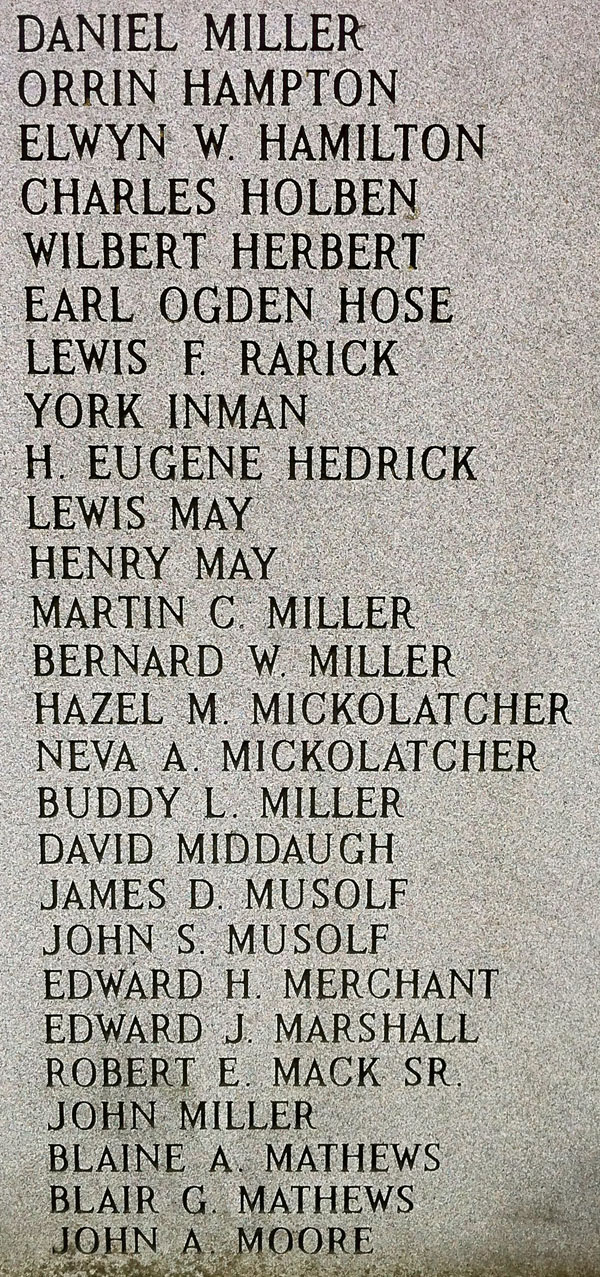 DANIEL MILLER
ORRIN HAMPTON
ELWYN W. HAMILTON
CHARLES HOLBEN
WILBERT HERBERT
EARL OGDEN HOSE
LEWIS F. RARICK
YORK INMAN
H. EUGENE HEDRICK
LEWIS MAY
HENRY MAY
MARTIN C. MILLER
BERNARD W. MILLER
HAZEL M. MICKOLATCHER
NEVA A. MICKOLATCHER
BUDDY L. MILLER
DAVID MIDDAUGH
JAMES D. MUSOLF
JOHN S. MUSOLF
EDWARD H. MERCHANT
EDWARD J. MARSHALL
ROBERT E. MACK SR.
JOHN MILLER
BLAINE A. MATHEWS
BLAIR G. MATHEWS
JOHN A. MOORE